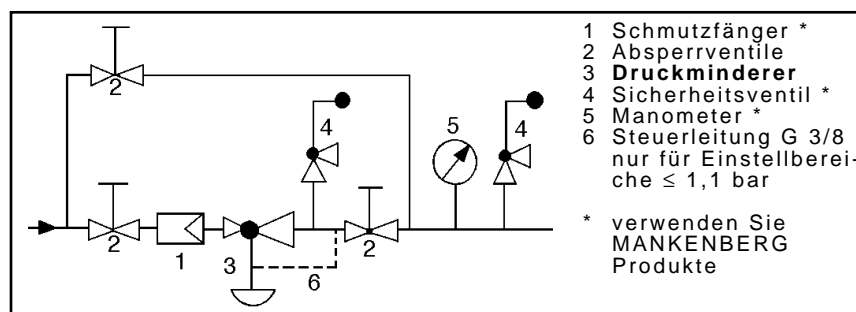 1 Schmutzfänger *
2 Absperrventile
3 Druckminderer
4 Sicherheitsventil *
5 Manometer *
6 Steuerleitung G 3/8
nur für Einstellberei-
che ≤ 1,1 bar
* verwenden Sie
MANKENBERG
Produkte
2
4
5
4
2
1
3
6
2